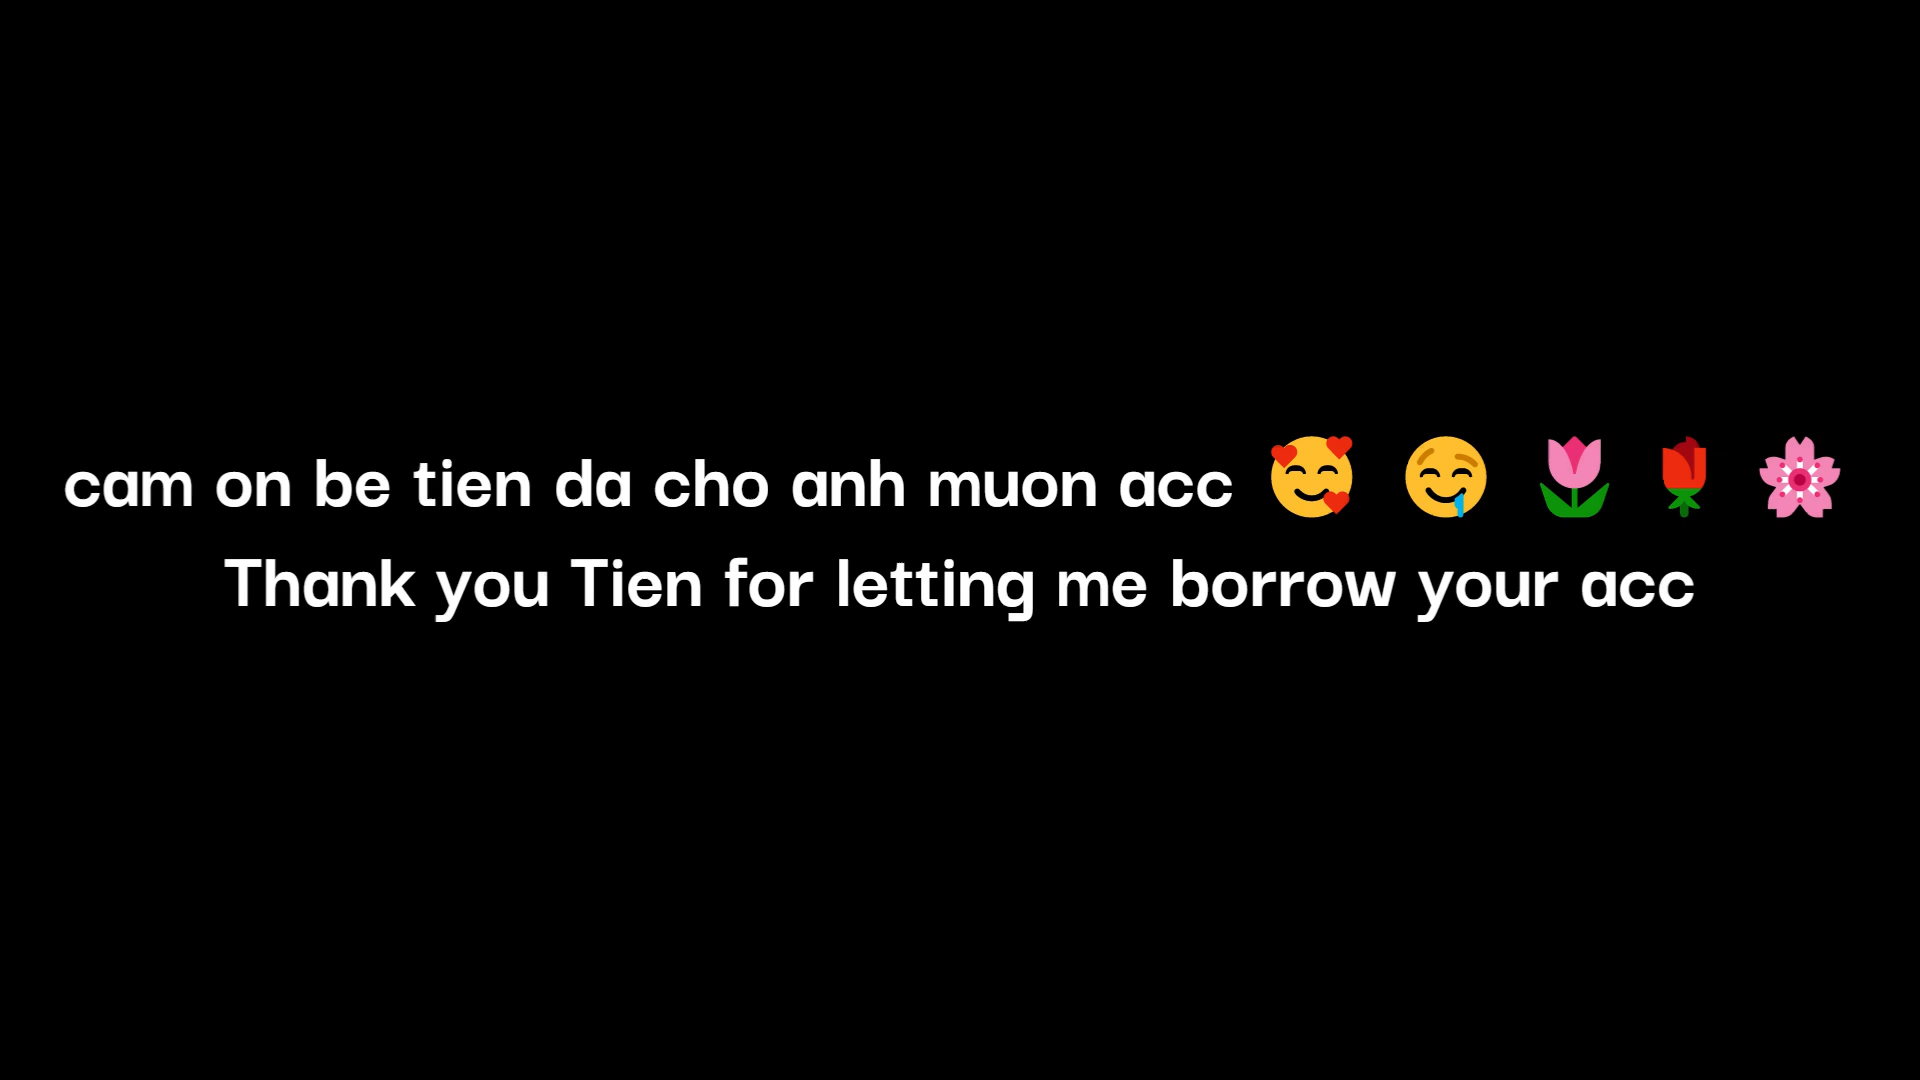 cam on be tien da cho anh muon acc 🥰 🤤 🌷 🌹 🌸
Thank you Tien for letting me borrow your acc